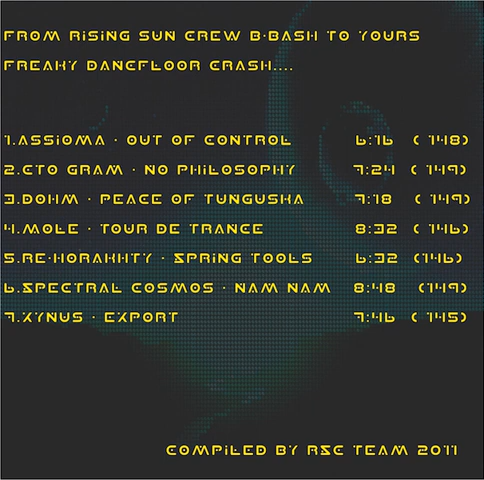 FROM RiSiNG SUN CREW B·BASH TO YOURS
FREAKY DANCFLOOR CRASH....
1.ASSiOMA · OUT OF CONTROL 6:16 ( 148)
2.CTO GRAM · NO PHiLOSOPHY 7:24 ( 149)
3.DOHM · PEACE OF TUNGUSKA 7:18 ( 149)
4.MOLE · TOUR DE TRANCE 8:32 ( 146)
5.RE·HORAKHTY · SPRiNG TOOLS 6:32 (146)
6.SPECTRAL COSMOS · NAM NAM 8:48 (149)
7.XYNUS · EXPORT 7:46 ( 145)
COMPiLED BY RSC TEAM 2011